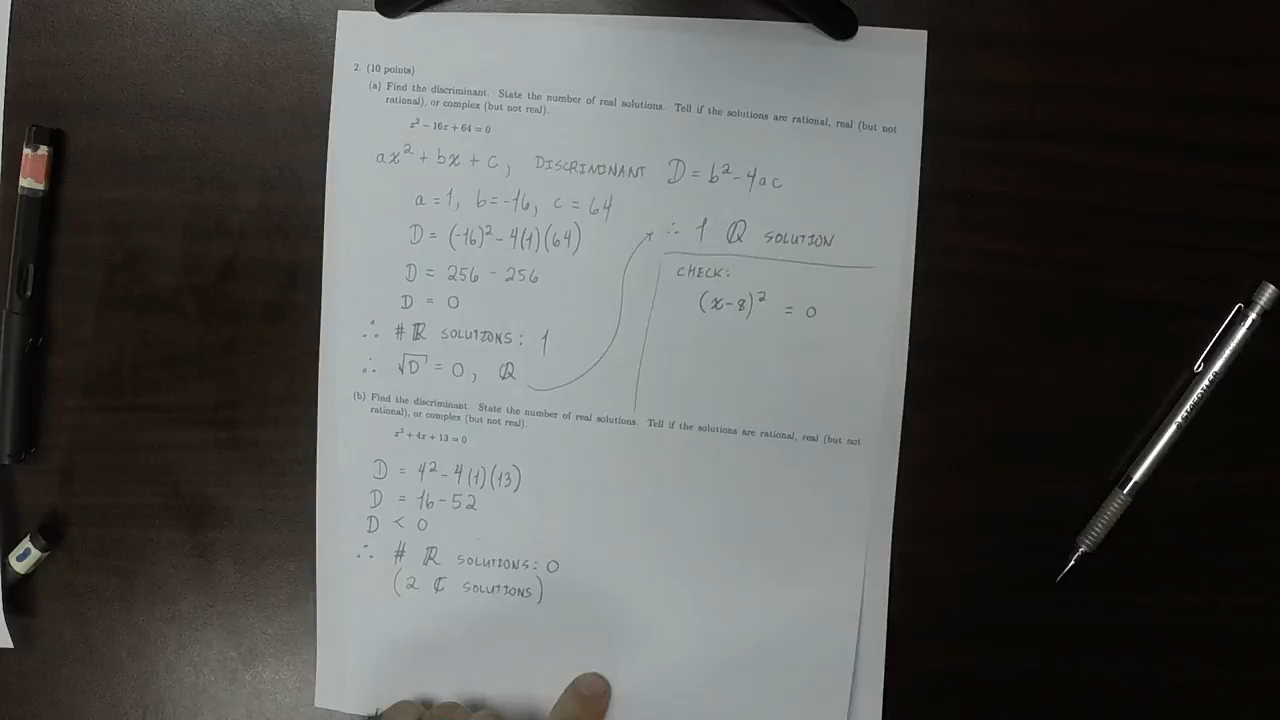 2. (10 points)
(a) Find the discriminant. State the number of real solutions. Tell if the solutions are rational, real (but not
rational), or complex (but not real).
x² − 16x + 64 = 0
ax² + bx + c, DISCRIMINANT D = b² - 4ac
a = 1, b = -16, c = 64
D = (-16)² - 4(1)(64)
D = 256 - 256
D = 0
∴ # ℝ SOLUTIONS: 1
∴ √D = 0, ℚ
∴ 1 ℚ SOLUTION
CHECK:
(x-8)² = 0
(b) Find the discriminant. State the number of real solutions. Tell if the solutions are rational, real (but not
rational), or complex (but not real).
x² + 4x + 13 = 0
D = 4² - 4(1)(13)
D = 16 - 52
D < 0
∴ # ℝ SOLUTIONS: 0
(2 ℂ SOLUTIONS)
STAEDTLER